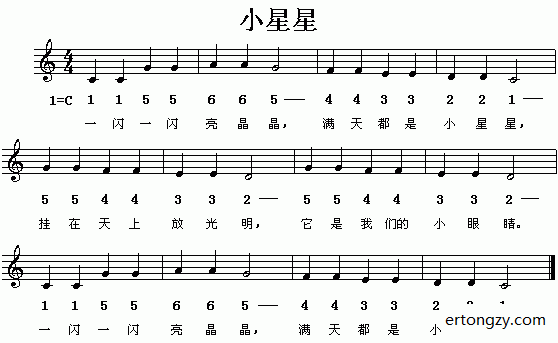 小星星
4
4
1=C 1 1 5 5 6 6 5 — 4 4 3 3 2 2 1 —
一 闪 一 闪 亮 晶 晶， 满 天 都 是 小 星 星，
5 5 4 4 3 3 2 — 5 5 4 4 3 3 2 —
挂 在 天 上 放 光 明， 它 是 我 们的 小 眼 睛。
1 1 5 5 6 6 5 — 4 4 3 3 2 2 1
一 闪 一 闪 亮 晶 晶， 满 天 都 是 小
ertongzy.com